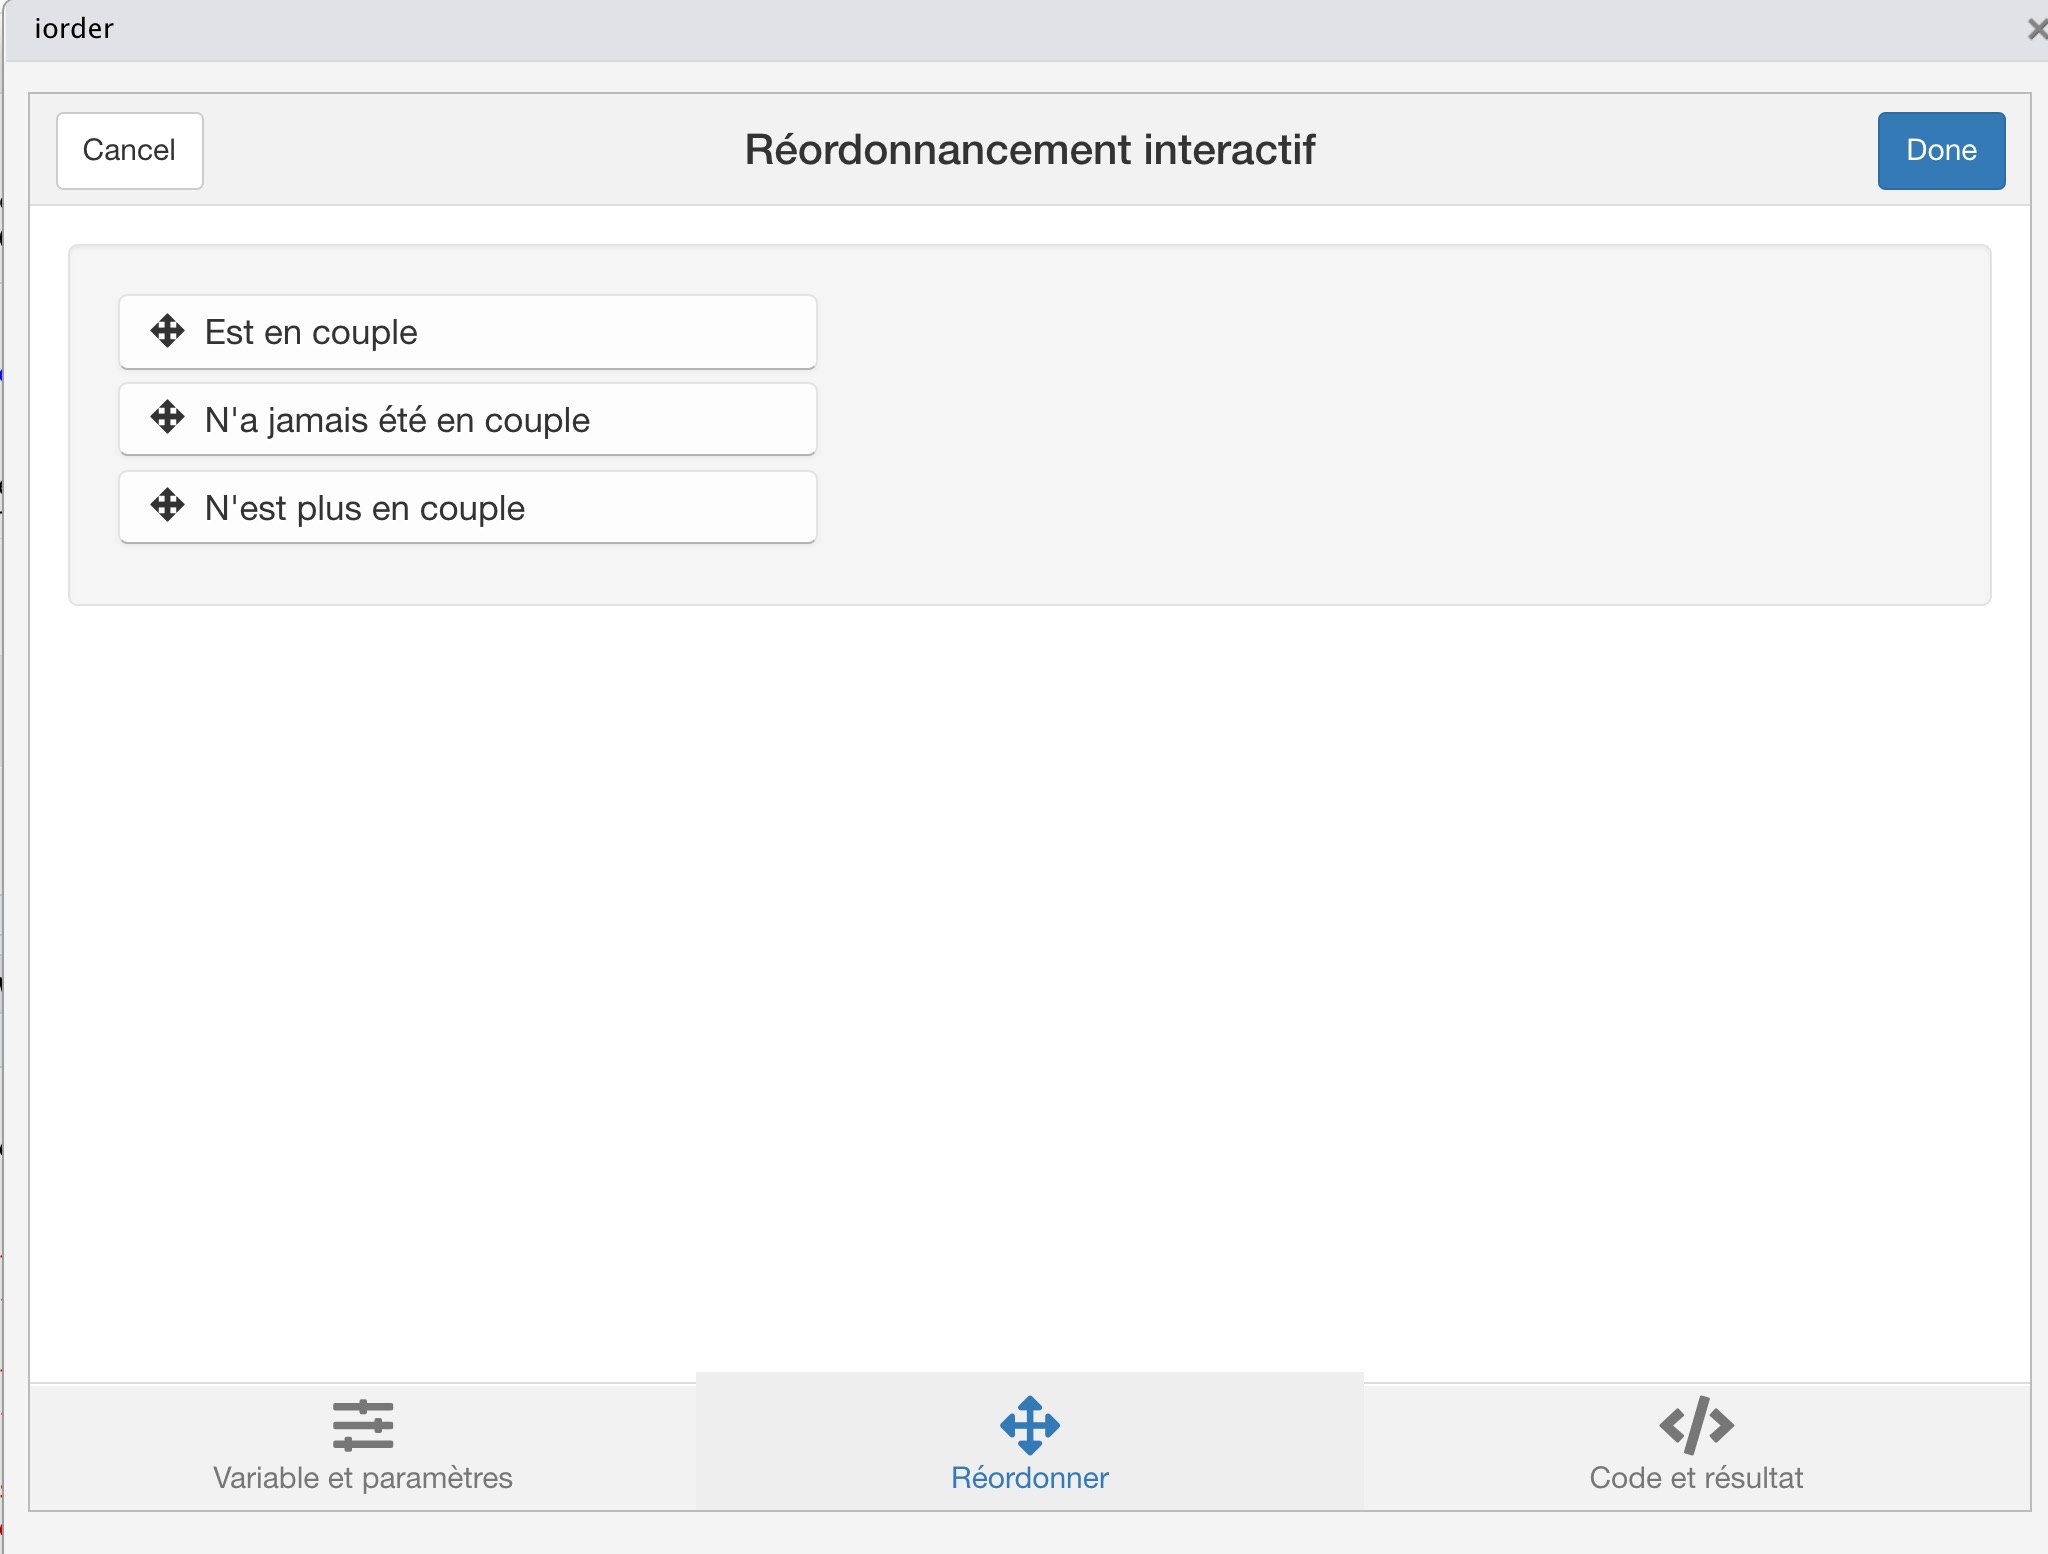 iorder
Cancel
Réordonnancement interactif
Done
Est en couple
N'a jamais été en couple
N'est plus en couple
Variable et paramètres
Réordonner
Code et résultat